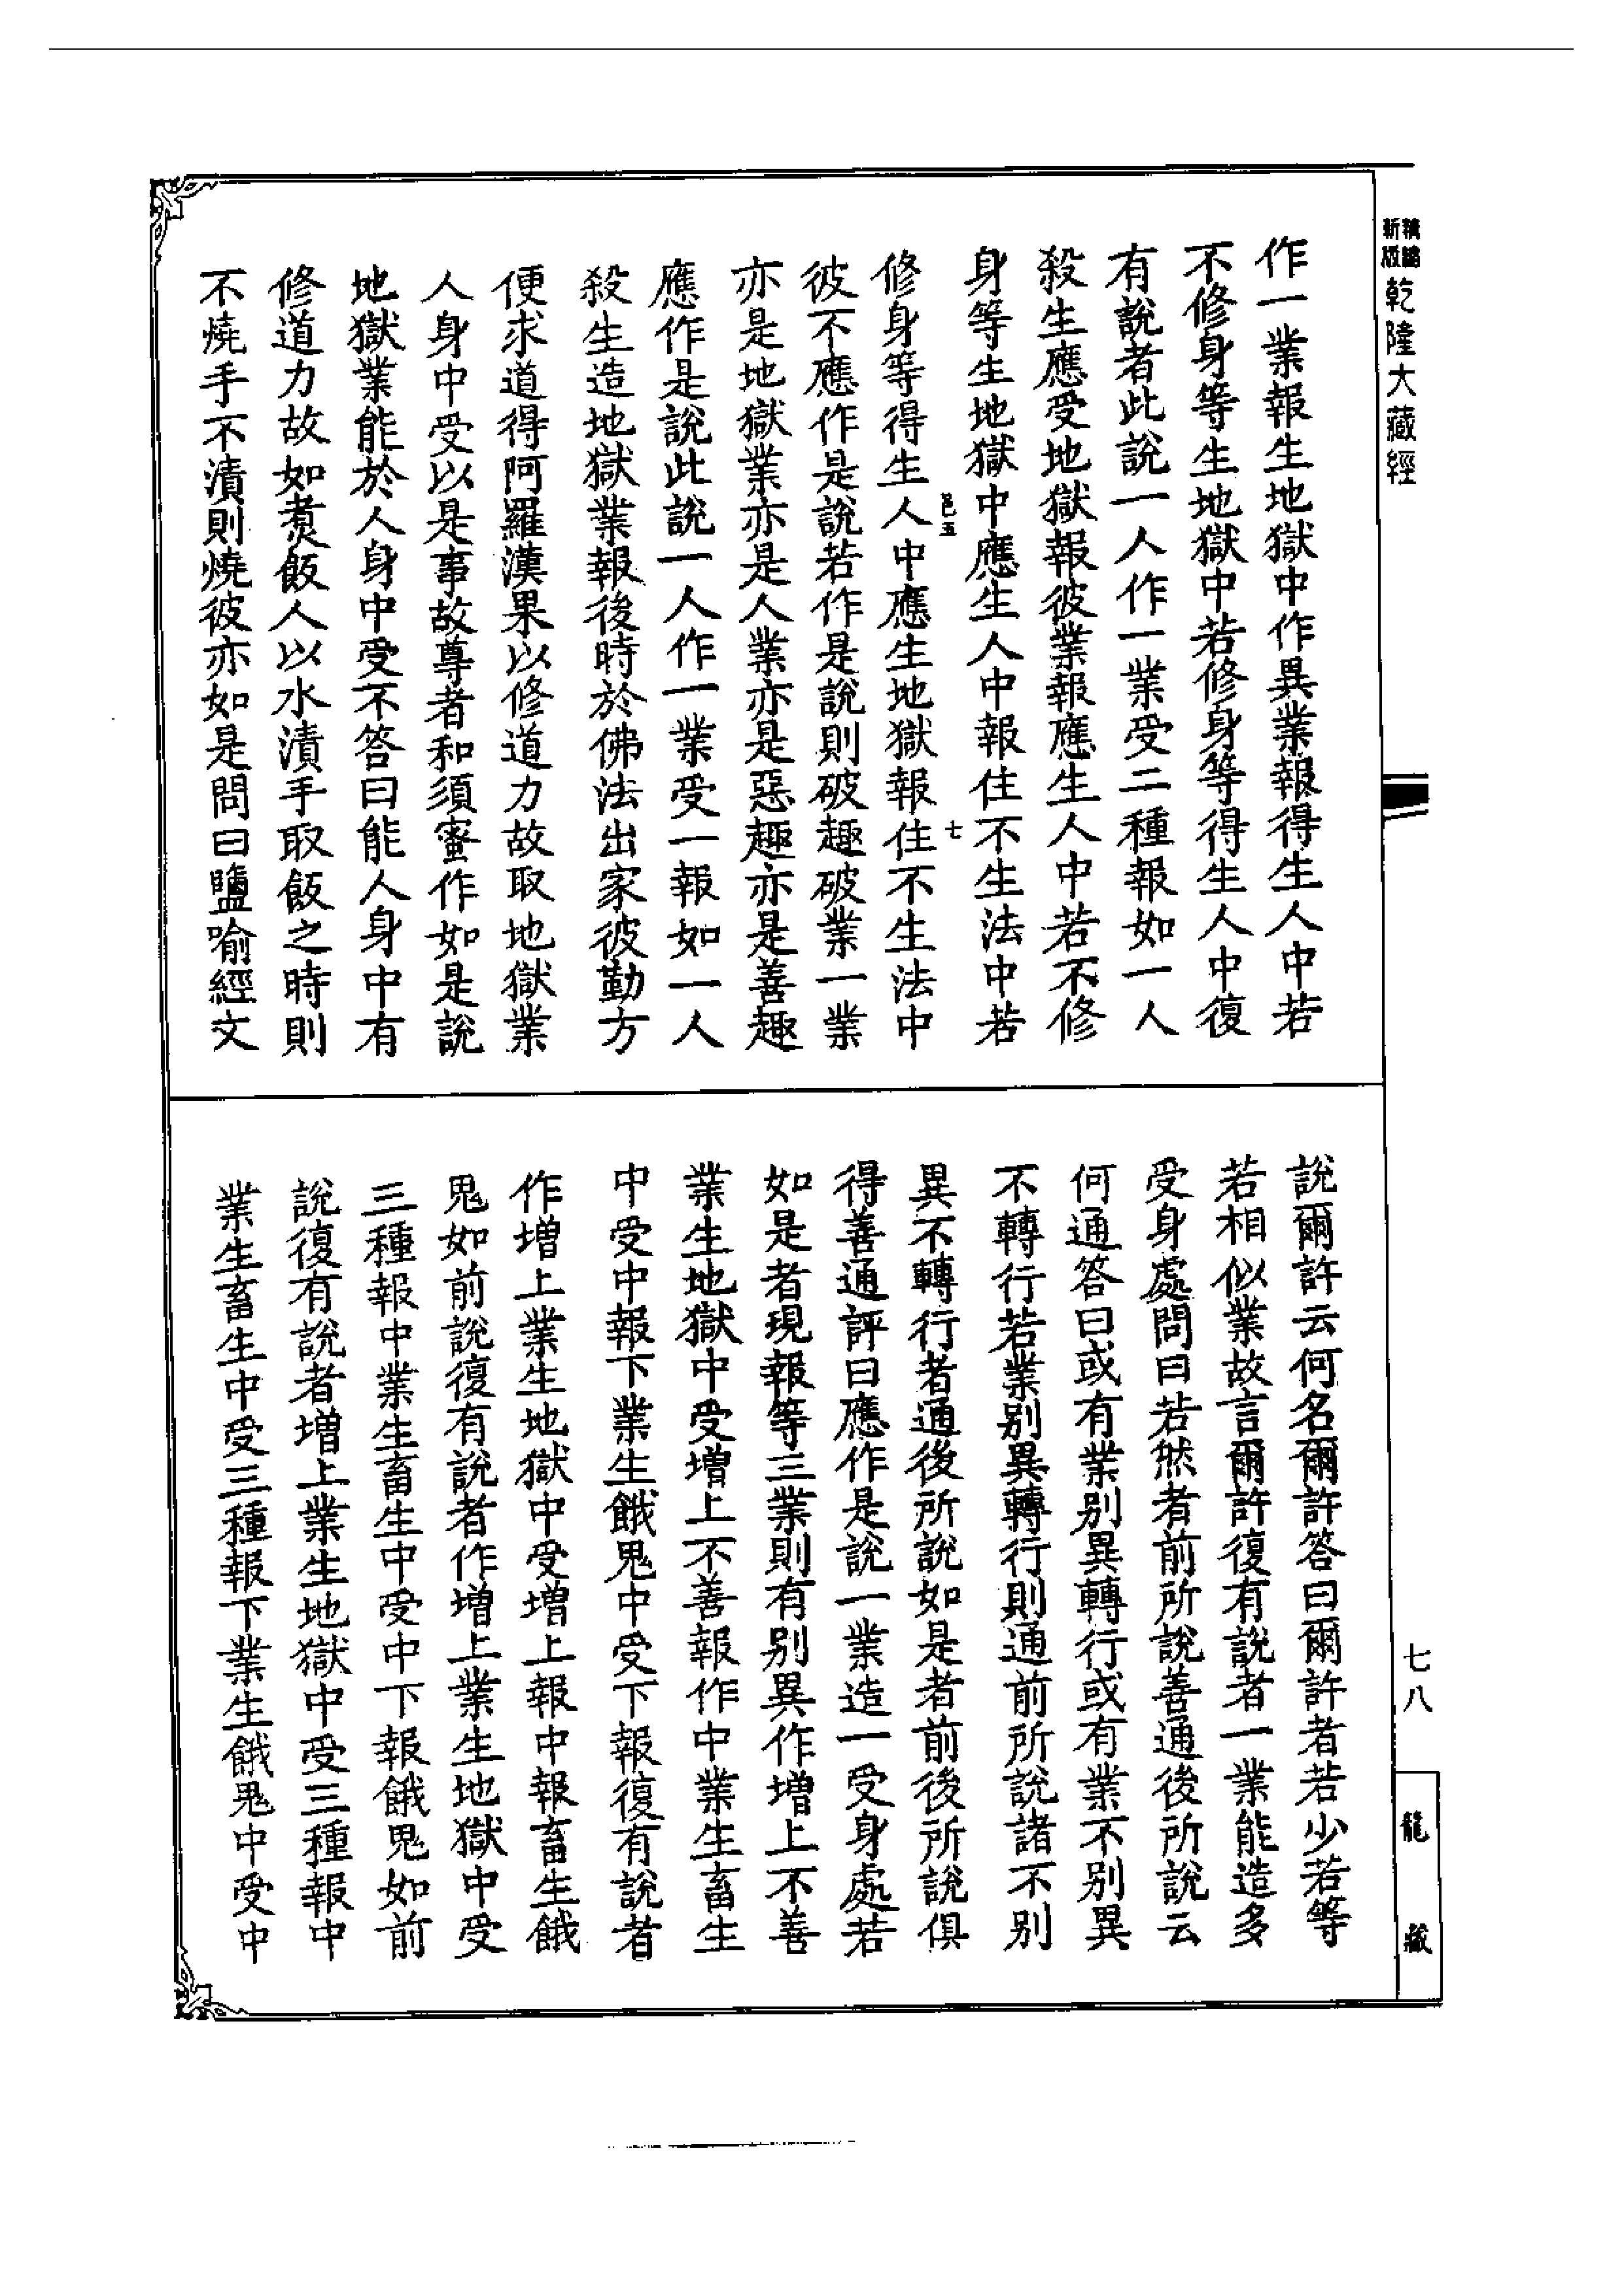 新編
新版
乾隆大藏經
作一業報生地獄中作異業報得生人中若
不修身等生地獄中若修身等得生人中復
有說者此說一人作一業受二種報如一人
殺生應受地獄報彼業報應生人中若不修
身等生地獄中應生人中報住不生法中若
修身等得生人中應生地獄報住不生法中
彼不應作是說若作是說則破趣破業一業
亦是地獄業亦是人業亦是惡趣亦是善趣
應作是說此說一人作一業受一報如一人
殺生造地獄業報後時於佛法出家彼勤方
便求道得阿羅漢果以修道力故取地獄業
人身中受以是事故尊者和須蜜作如是說
地獄業能於人身中受不答曰能人身中有
修道力故如煮飯人以水漬手取飯之時則
不燒手不漬則燒彼亦如是問曰鹽喻經文
說爾許云何名爾許答曰爾許者若少若等
若相似業故言爾許復有說者一業能造多
受身處問曰若然者前所說善通後所說云
何通答曰或有業別異轉行或有業不別異
不轉行若業別異轉行則通前所說諸不別
異不轉行者通後所說如是者前後所說俱
得善通評曰應作是說一業造一受身處若
如是者現報等三業則有別異作增上不善
業生地獄中受增上不善報作中業生畜生
中受中報下業生餓鬼中受下報復有說者
作增上業生地獄中受增上報中報畜生餓
鬼如前說復有說者作增上業生地獄中受
三種報中業生畜生中受中下報餓鬼如前
說復有說者增上業生地獄中受三種報中
業生畜生中受三種報下業生餓鬼中受中
七
七八
龍藏